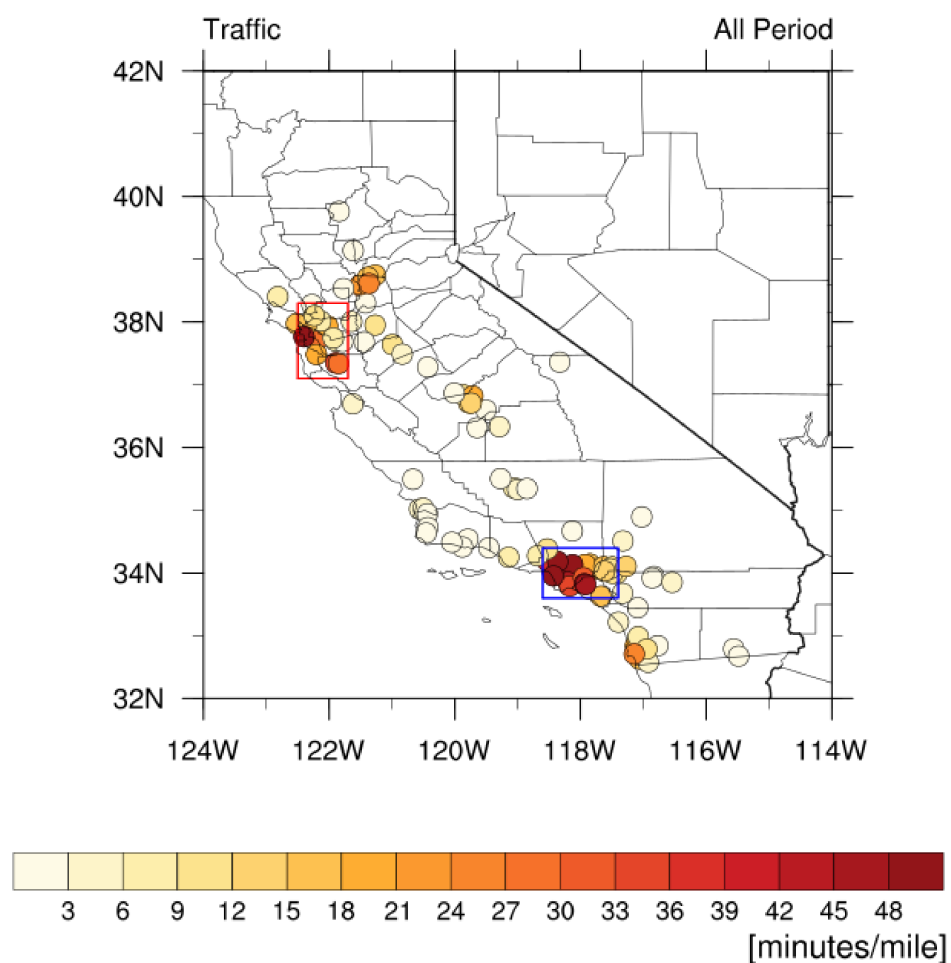 Traffic All Period
42N
40N
38N
36N
34N
32N
124W 122W 120W 118W 116W 114W
3 6 9 12 15 18 21 24 27 30 33 36 39 42 45 48
[minutes/mile]